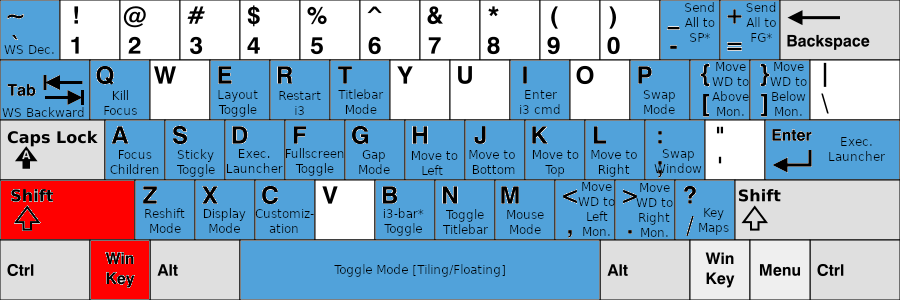 ~ ` WS Dec.
! 1
@ 2
# 3
$ 4
% 5
^ 6
& 7
* 8
( 9
) 0
_ - Send All to SP*
+ = Send All to FG*
Backspace
Tab
WS Backward
Q
Kill
Focus
W
E
Layout
Toggle
R
Restart
i3
T
Titlebar
Mode
Y
U
I
Enter
i3 cmd
O
P
Swap
Mode
{ [ Move
WD to
Above
Mon.
} ] Move
WD to
Below
Mon.
| \
Caps Lock
A
A
Focus
Children
S
Sticky
Toggle
D
Exec.
Launcher
F
Fullscreen
Toggle
G
Gap
Mode
H
Move to
Left
J
Move to
Bottom
K
Move to
Top
L
Move to
Right
: ; Swap
Window
" '
Enter
Exec.
Launcher
Shift
Z
Reshift
Mode
X
Display
Mode
C
Customiz-
ation
V
B
i3-bar*
Toggle
N
Toggle
Titlebar
M
Mouse
Mode
< , Move
WD to
Left
Mon.
> . Move
WD to
Right
Mon.
? / Key
Maps
Shift
Ctrl
Win
Key
Alt
Toggle Mode [Tiling/Floating]
Alt
Win
Key
Menu
Ctrl